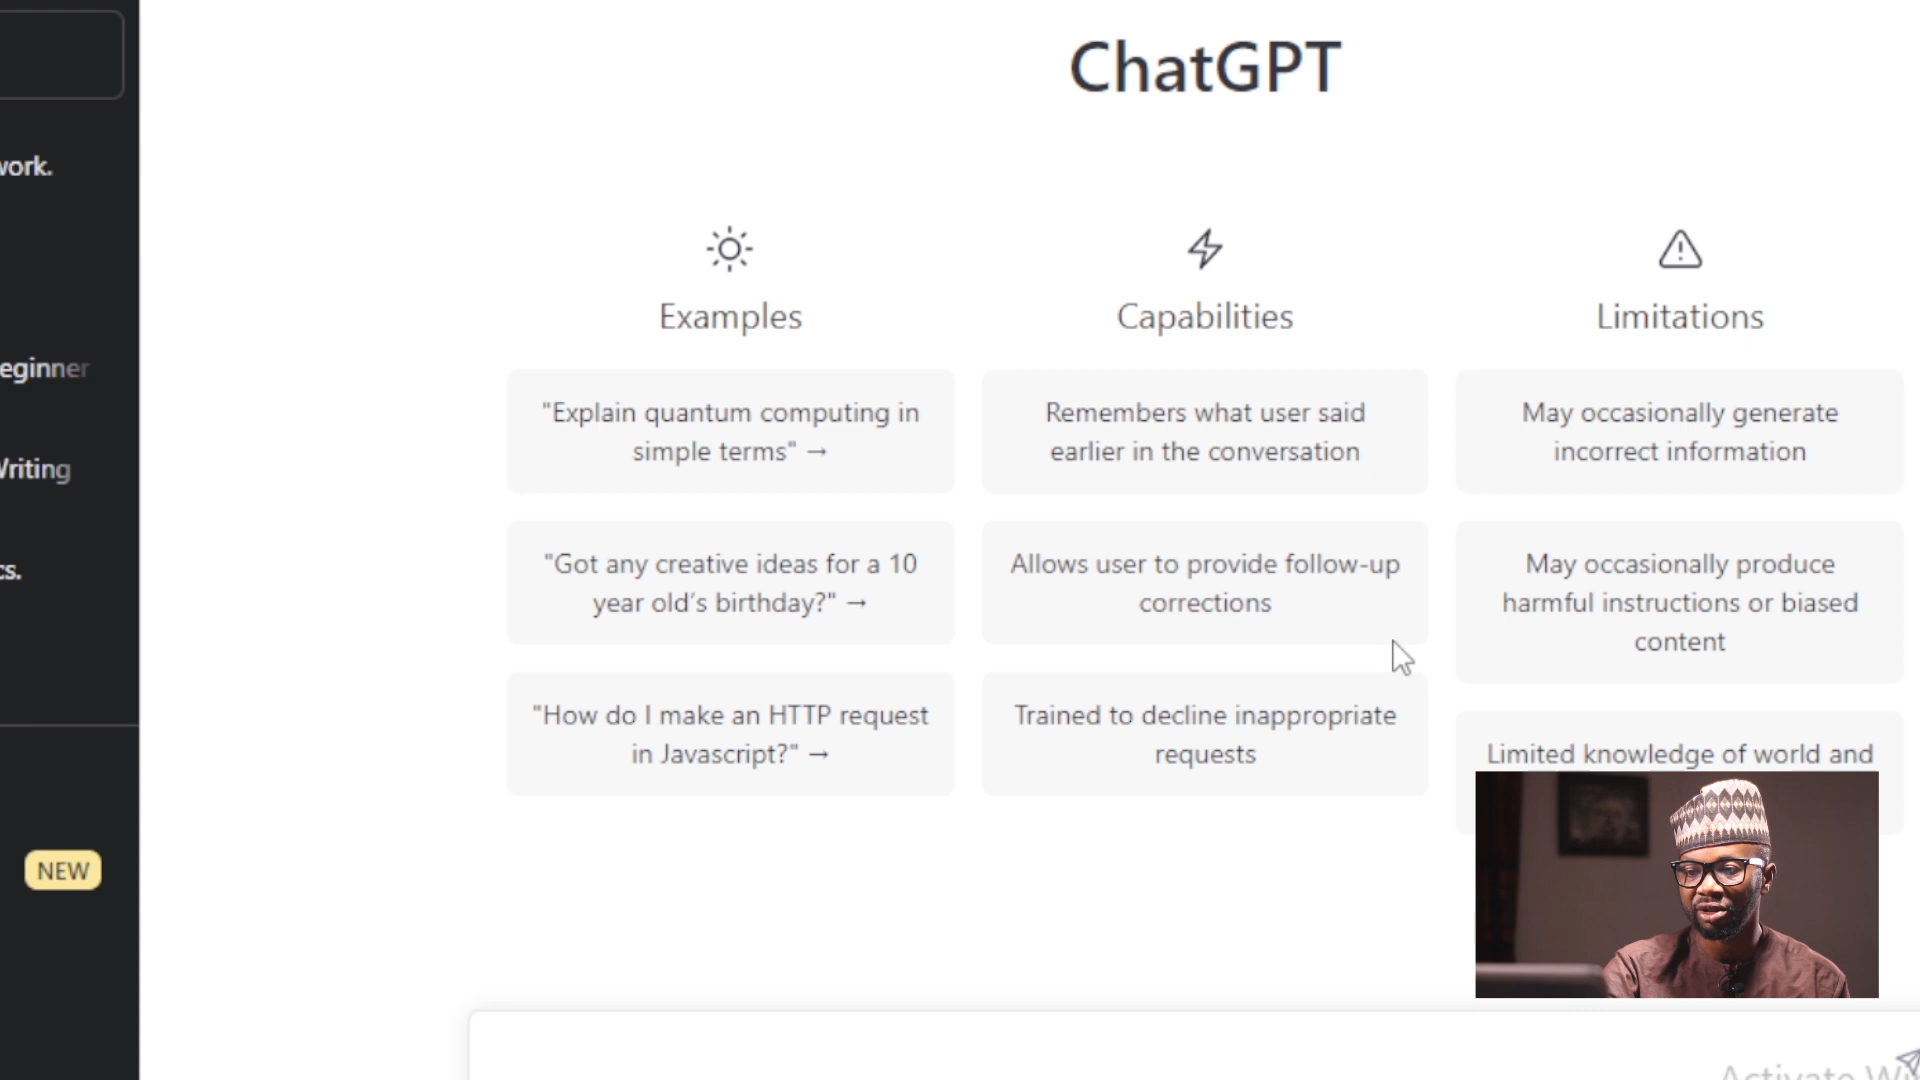 ChatGPT
work.
eginner
Writing
cs.
NEW
Examples
"Explain quantum computing in
simple terms" →
"Got any creative ideas for a 10
year old's birthday?" →
"How do I make an HTTP request
in Javascript?" →
Capabilities
Remembers what user said
earlier in the conversation
Allows user to provide follow-up
corrections
Trained to decline inappropriate
requests
Limitations
May occasionally generate
incorrect information
May occasionally produce
harmful instructions or biased
content
Limited knowledge of world and
Activate